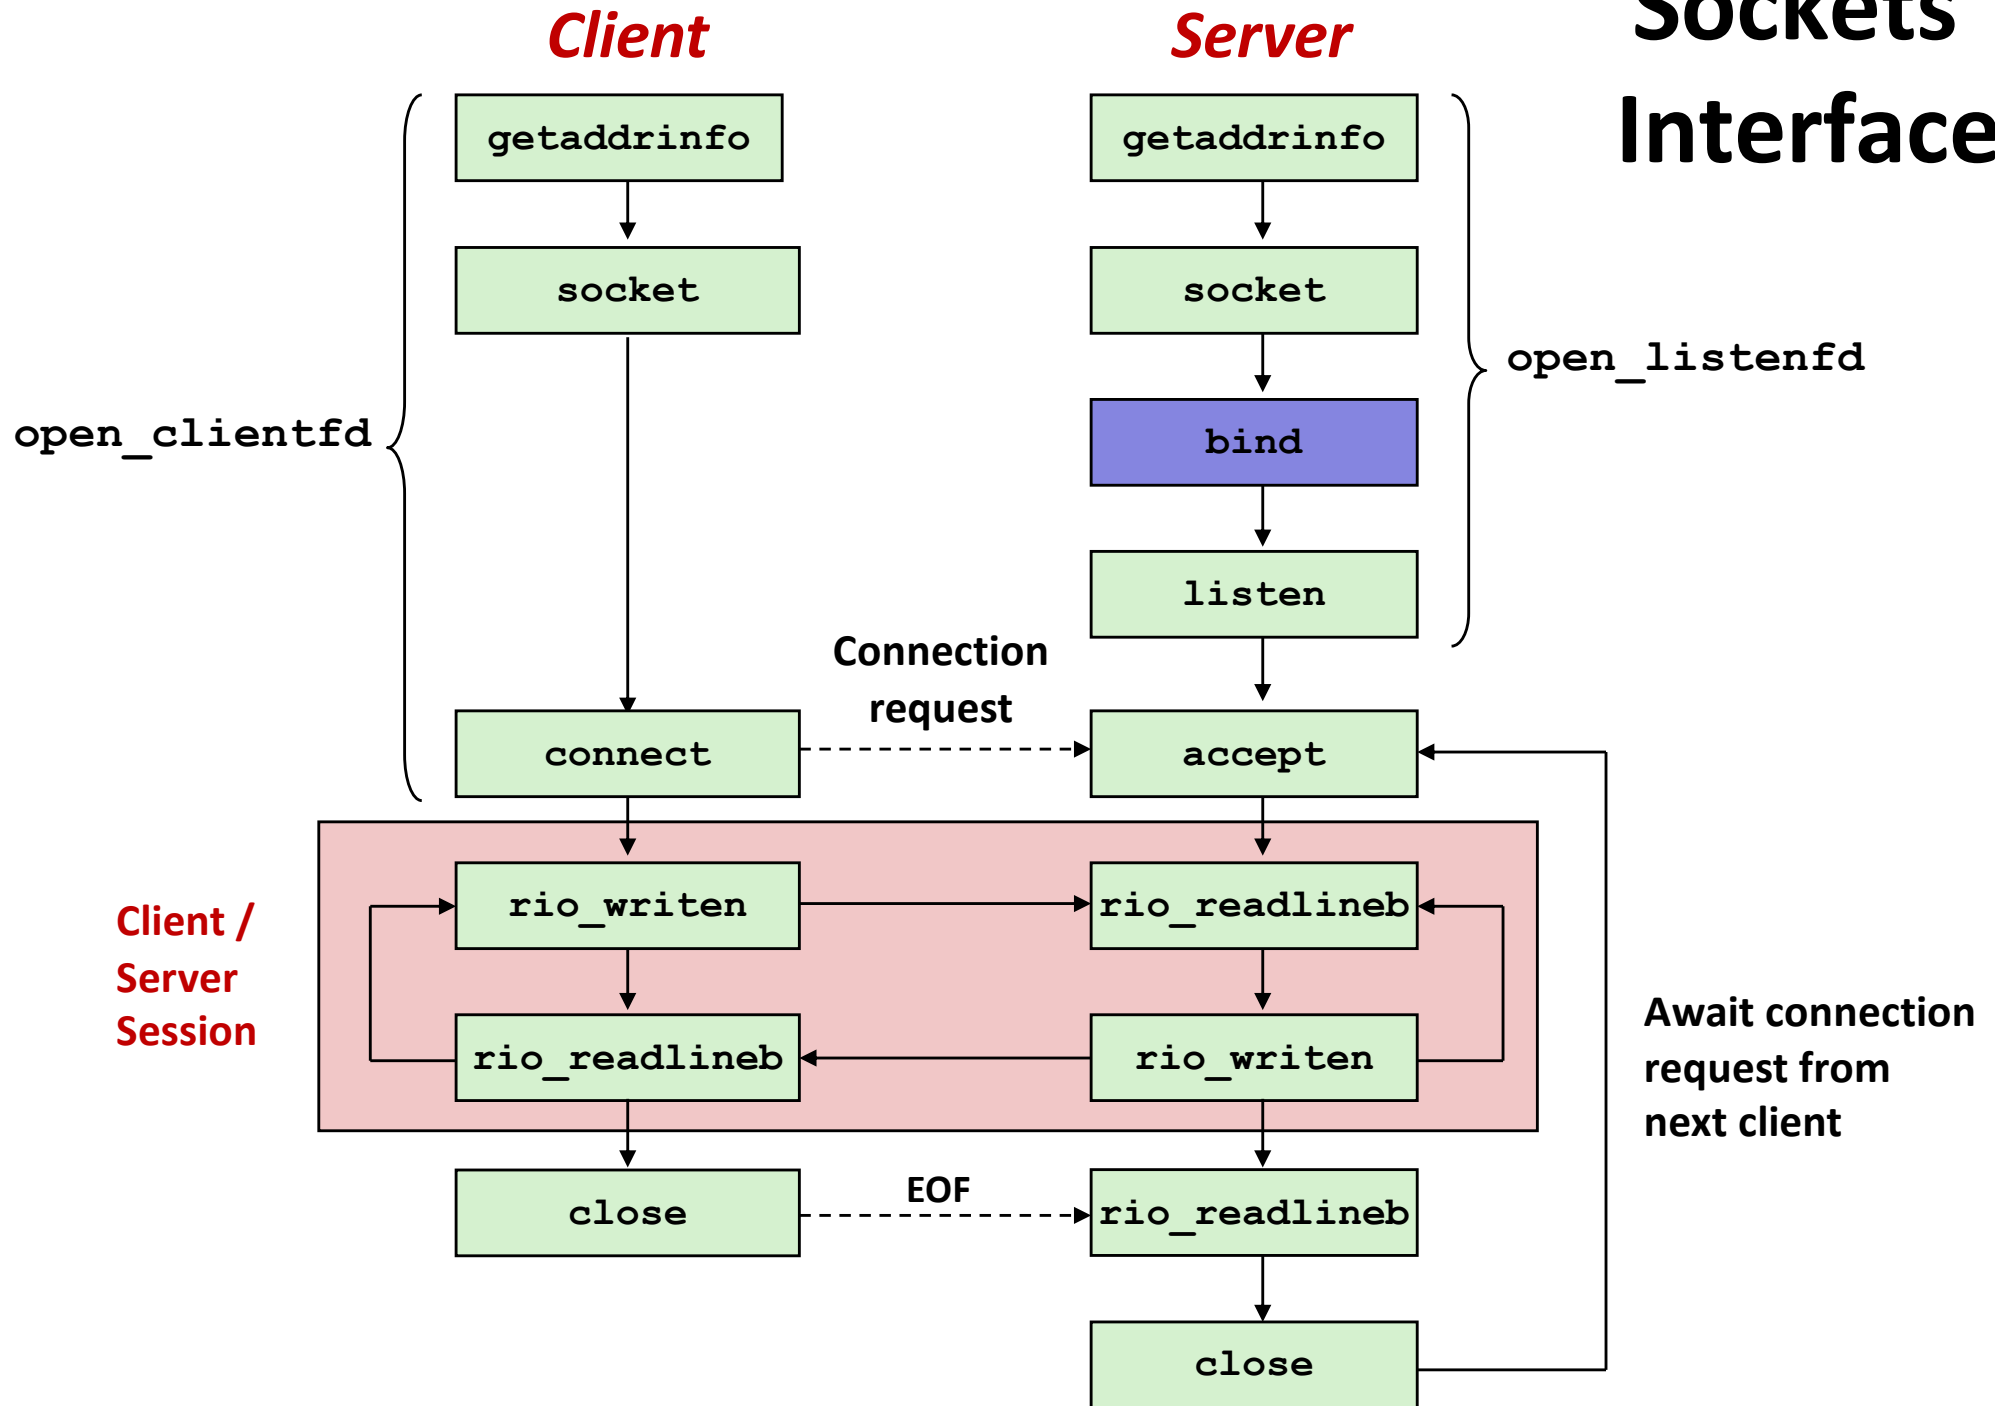 Sockets
Interface
Client
Server
getaddrinfo
getaddrinfo
socket
socket
open_listenfd
open_clientfd
bind
listen
Connection
request
connect
accept
Client /
Server
Session
rio_writen
rio_readlineb
rio_readlineb
rio_writen
Await connection
request from
next client
close
EOF
rio_readlineb
close